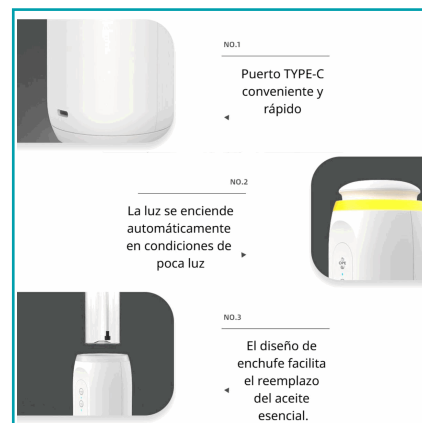 NO.1
Puerto TYPE-C
conveniente y
rápido
NO.2
La luz se enciende
automáticamente
en condiciones de
poca luz
NO.3
El diseño de
enchufe facilita
el reemplazo
del aceite
esencial.